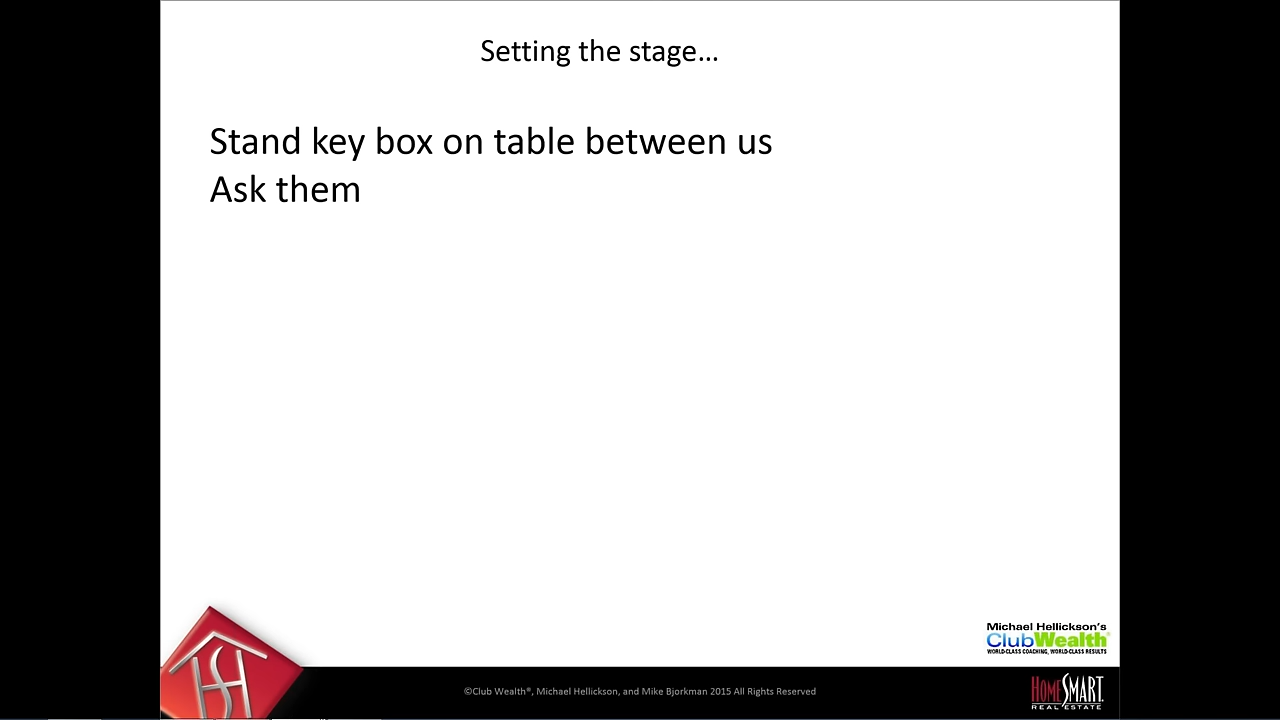 Setting the stage…
Stand key box on table between us
Ask them
Michael Hellickson's
ClubWealth®
WORLD-CLASS COACHING, WORLD-CLASS RESULTS
©Club Wealth®, Michael Hellickson, and Mike Bjorkman 2015 All Rights Reserved
HOMESMART
REAL ESTATE